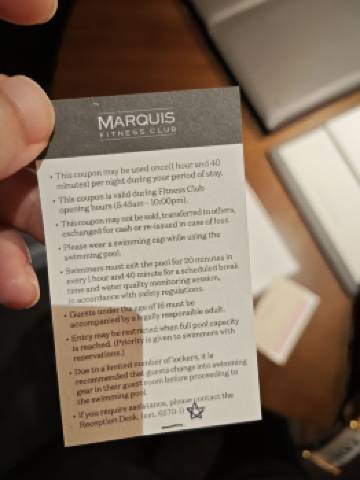 MARQUIS
FITNESS CLUB
• This coupon may be used once(1 hour and 40
minutes) per night during your period of stay.
• This coupon is valid during Fitness Club
opening hours (5:45am - 10:00pm).
• This coupon may not be sold, transferred to others,
exchanged for cash or re-issued in case of loss.
• Please wear a swimming cap while using the
swimming pool.
• Swimmers must exit the pool for 20 minutes in
every 1 hour and 40 minute for a scheduled break
time and water quality monitoring session,
in accordance with safety regulations.
• Guests under the age of 16 must be
accompanied by a legally responsible adult.
• Entry may be restricted when full pool capacity
is reached. (Priority is given to swimmers with
reservations.)
• Due to a limited number of lockers, it is
recommended that guests change into swimming
gear in their guest room before proceeding to
the swimming pool.
• If you require assistance, please contact the
Reception Desk.